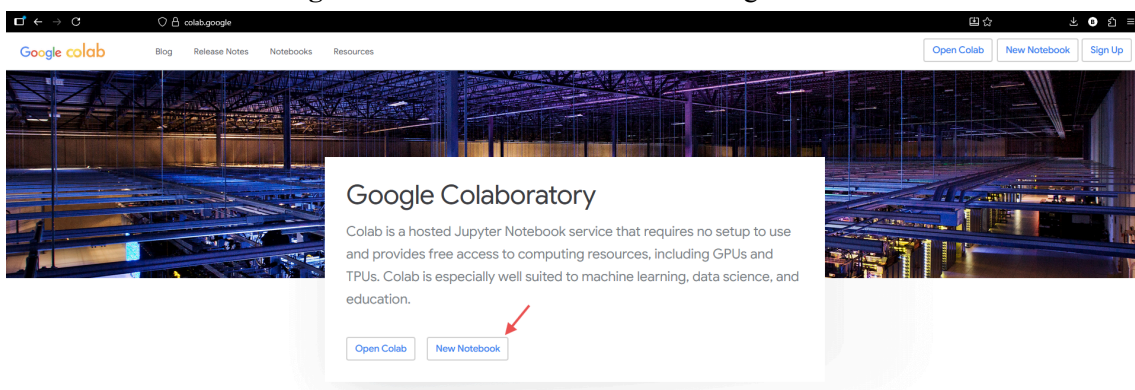 colab.google
Google colab Blog Release Notes Notebooks Resources Open Colab New Notebook Sign Up
Google Colaboratory
Colab is a hosted Jupyter Notebook service that requires no setup to use
and provides free access to computing resources, including GPUs and
TPUs. Colab is especially well suited to machine learning, data science, and
education.
Open Colab New Notebook